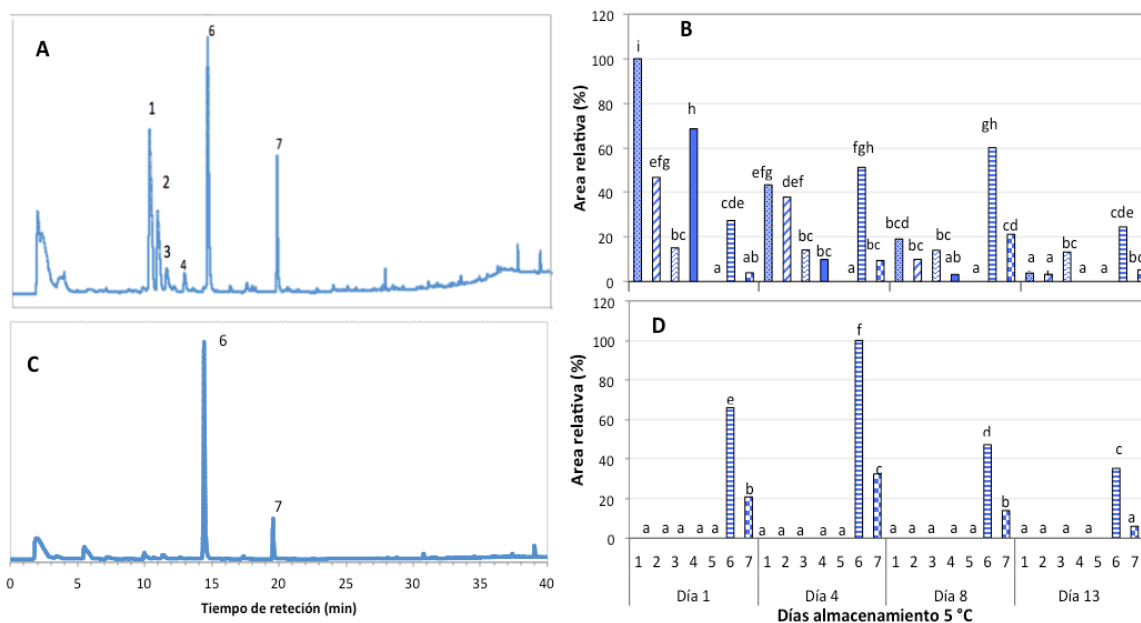 A
1
2
3
4
6
7
C
6
7
0 5 10 15 20 25 30 35 40
Tiempo de reteción (min)
B
Area relativa (%)
120
100
80
60
40
20
0
i
efg
bc
h
a
cde
ab
efg
def
bc
bc
a
fgh
bc
bcd
bc
bc
ab
a
gh
cd
a
a
bc
a
a
cde
bc
D
Area relativa (%)
120
100
80
60
40
20
0
a a a a a e b
a a a a a f c
a a a a a d b
a a a a c a
1 2 3 4 5 6 7 1 2 3 4 5 6 7 1 2 3 4 5 6 7 1 2 3 4 5 6 7
Día 1 Día 4 Día 8 Día 13
Días almacenamiento 5 °C